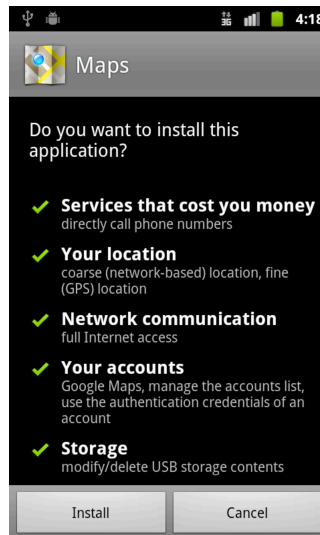 3G 4:18
Maps
Do you want to install this
application?
Services that cost you money
directly call phone numbers
Your location
coarse (network-based) location, fine
(GPS) location
Network communication
full Internet access
Your accounts
Google Maps, manage the accounts list,
use the authentication credentials of an
account
Storage
modify/delete USB storage contents
Install Cancel